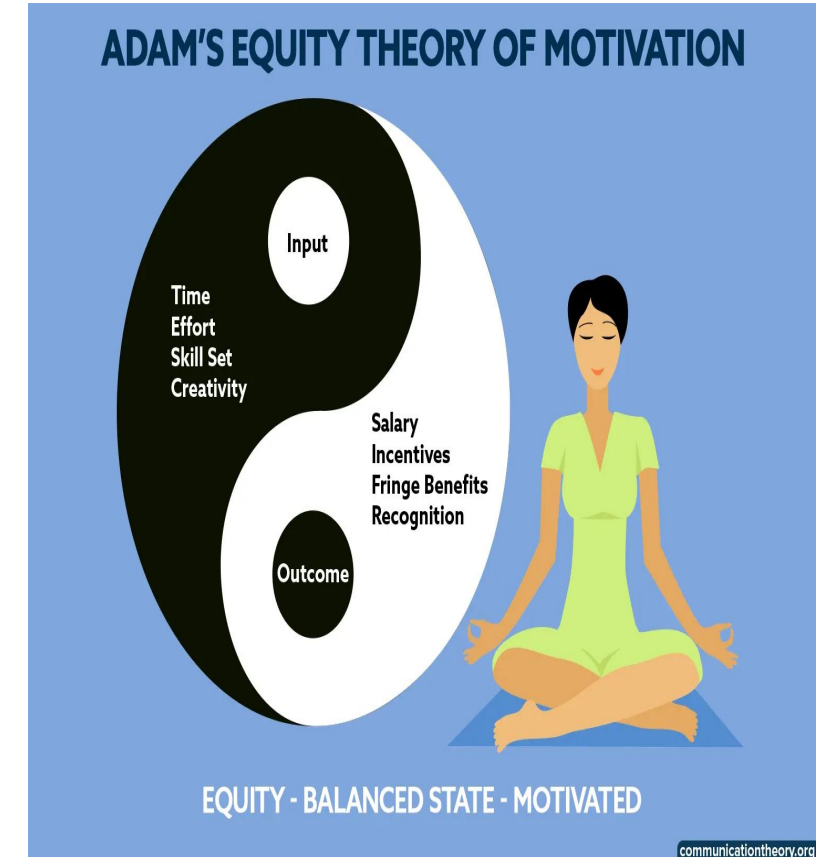 ADAM'S EQUITY THEORY OF MOTIVATION
Input
Time
Effort
Skill Set
Creativity
Salary
Incentives
Fringe Benefits
Recognition
Outcome
EQUITY - BALANCED STATE - MOTIVATED
communicationtheory.org